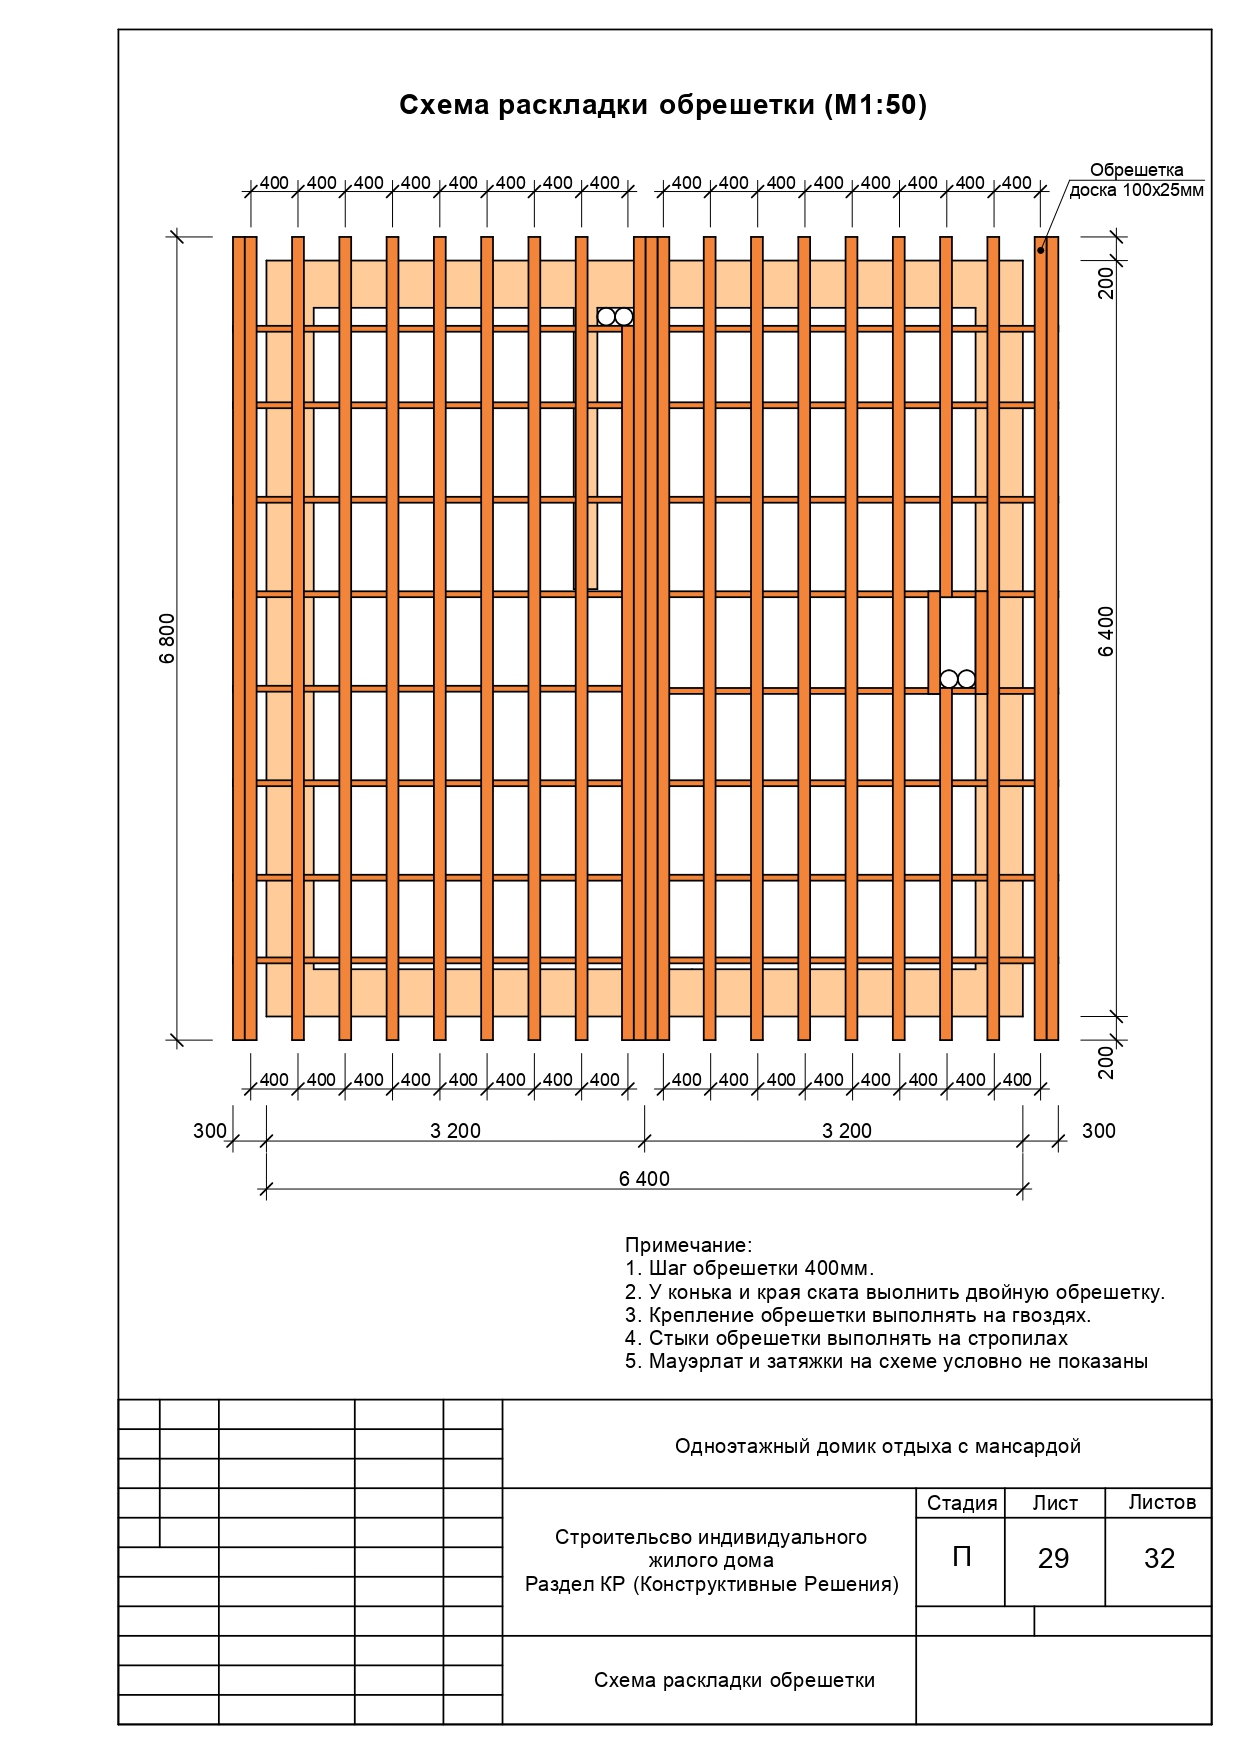 Схема раскладки обрешетки (М1:50)
Обрешетка
доска 100х25мм
400 400 400 400 400 400 400 400 400 400 400 400 400 400 400 400
200
6 800
6 400
200
400 400 400 400 400 400 400 400 400 400 400 400 400 400 400 400
300 3 200 3 200 300
6 400
Примечание:
1. Шаг обрешетки 400мм.
2. У конька и края ската выолнить двойную обрешетку.
3. Крепление обрешетки выполнять на гвоздях.
4. Стыки обрешетки выполнять на стропилах
5. Мауэрлат и затяжки на схеме условно не показаны
Одноэтажный домик отдыха с мансардой
Стадия Лист Листов
Строительсво индивидуального
жилого дома
Раздел КР (Конструктивные Решения)
П 29 32
Схема раскладки обрешетки